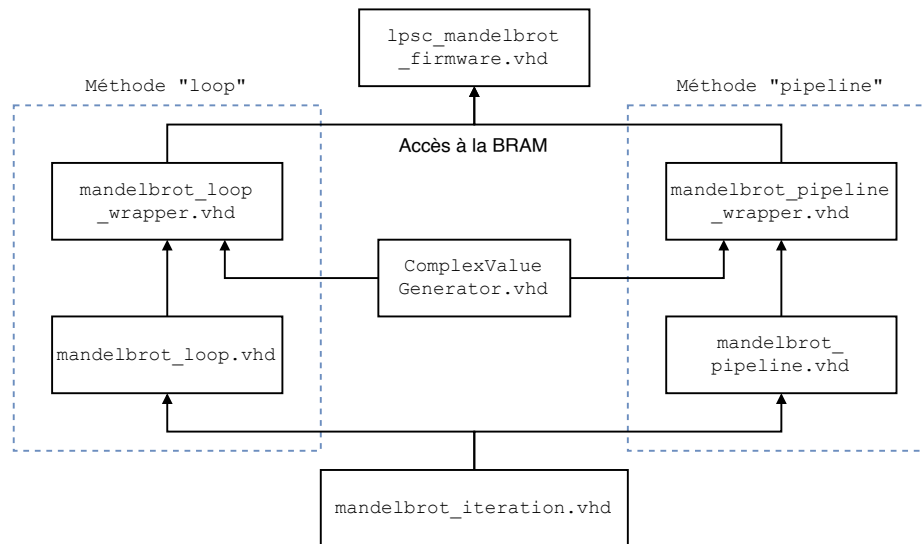 lpsc_mandelbrot
_firmware.vhd
Méthode "loop"
Méthode "pipeline"
Accès à la BRAM
mandelbrot_loop
_wrapper.vhd
mandelbrot_pipeline
_wrapper.vhd
ComplexValue
Generator.vhd
mandelbrot_loop.vhd
mandelbrot_
pipeline.vhd
mandelbrot_iteration.vhd